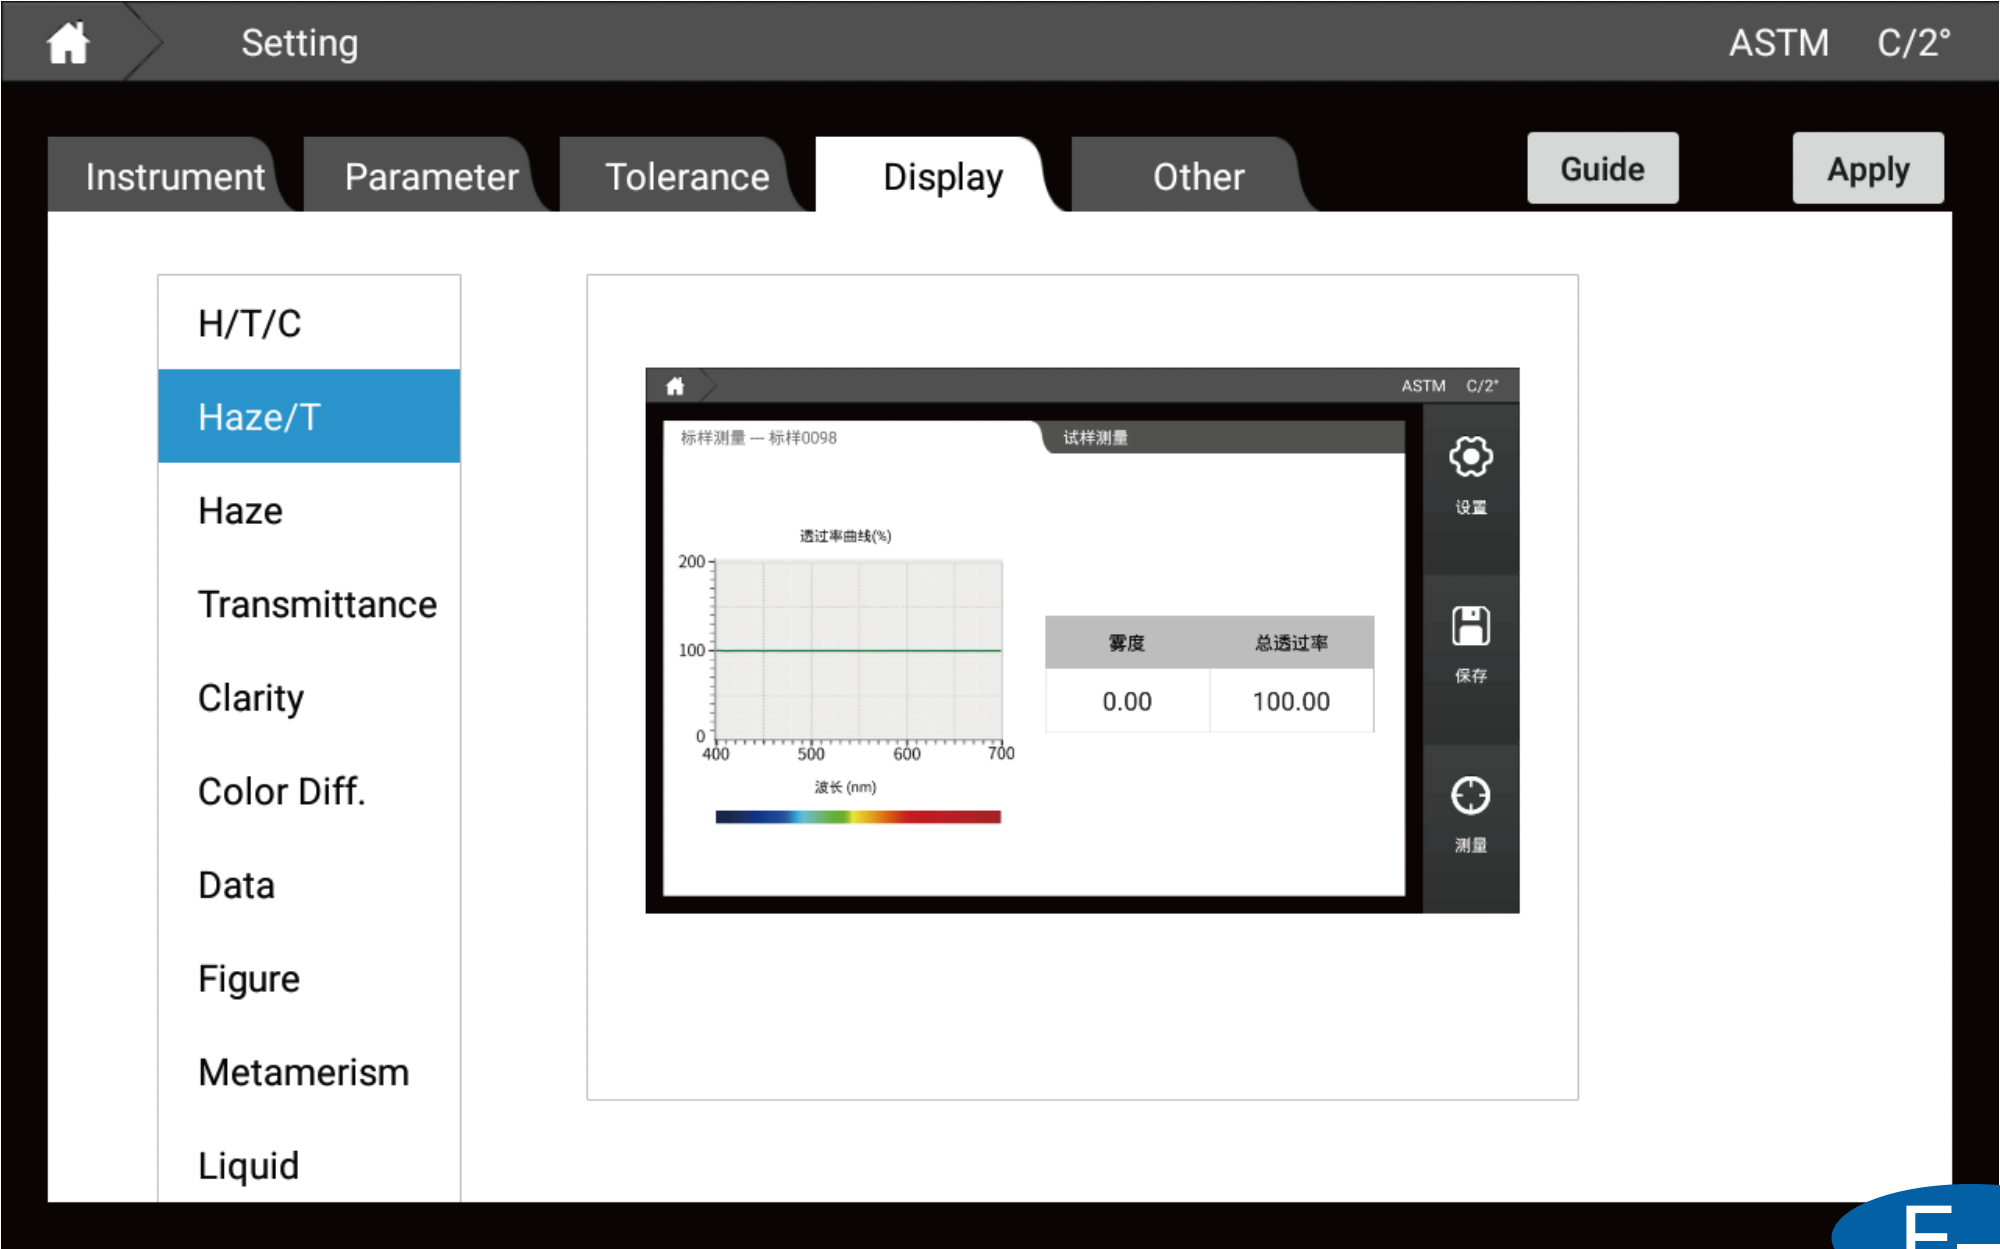 Setting
ASTM C/2°
Instrument
Parameter
Tolerance
Display
Other
Guide
Apply
H/T/C
Haze/T
Haze
Transmittance
Clarity
Color Diff.
Data
Figure
Metamerism
Liquid
ASTM C/2°
标样测量 — 标样0098
试样测量
透过率曲线(%)
200
100
0
400 500 600 700
波长 (nm)
雾度 总透过率
0.00 100.00
设置
保存
测量